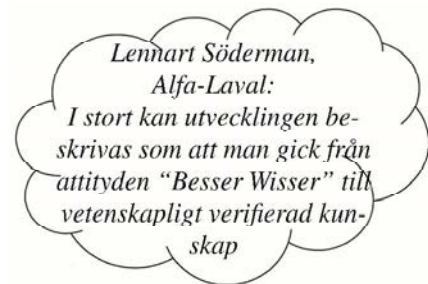 Lennart Söderman,
Alfa-Laval:
I stort kan utvecklingen be-
skrivas som att man gick från
attityden “Besser Wisser” till
vetenskapligt verifierad kun-
skap